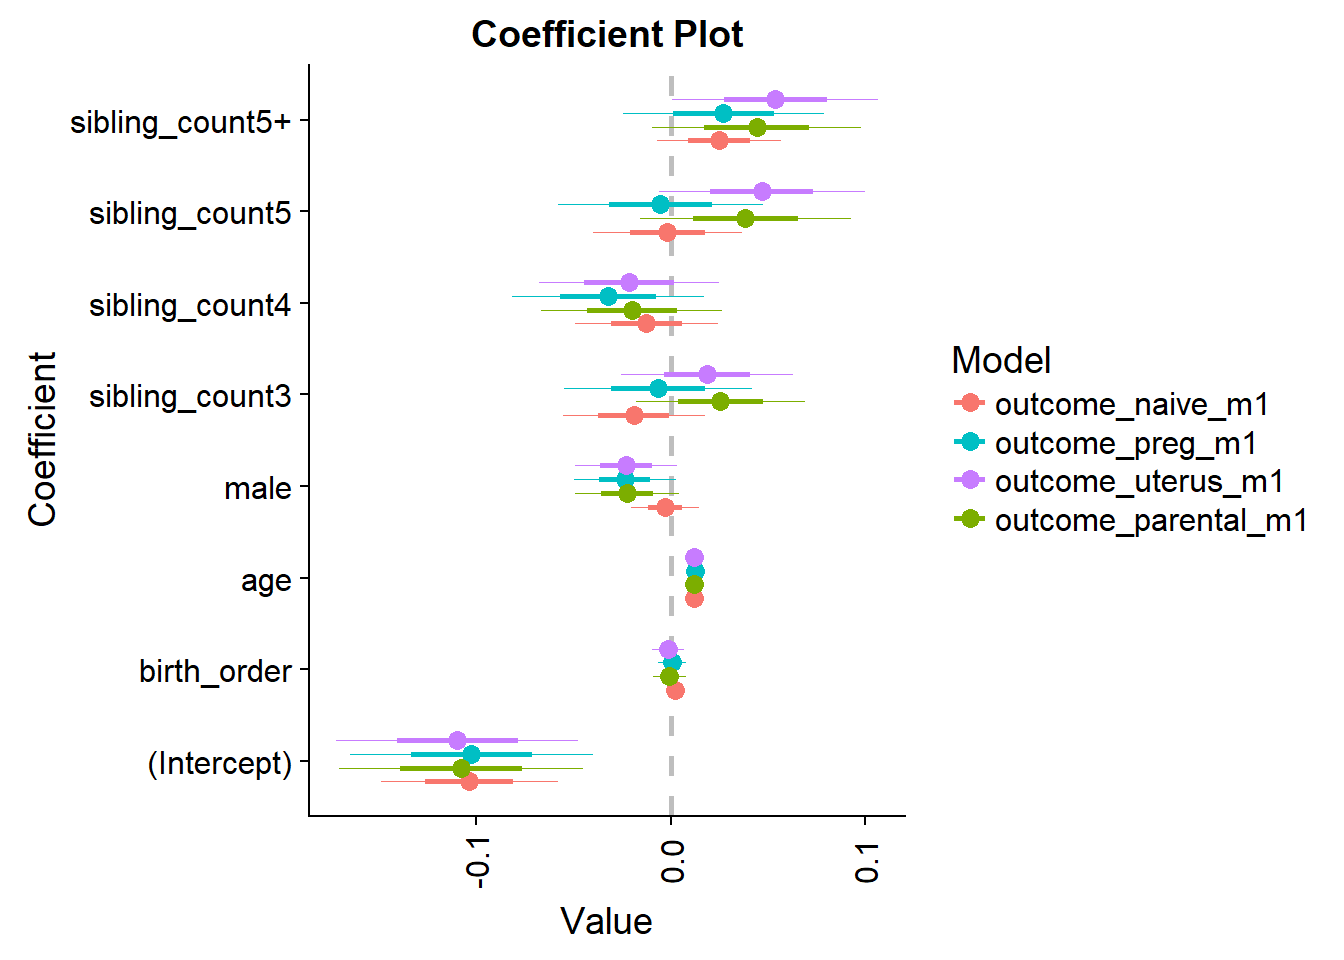 Coefficient Plot
sibling_count5+
sibling_count5
sibling_count4
sibling_count3
male
age
birth_order
(Intercept)
Coefficient
-0.1
0.0
0.1
Value
Model
outcome_naive_m1
outcome_preg_m1
outcome_uterus_m1
outcome_parental_m1